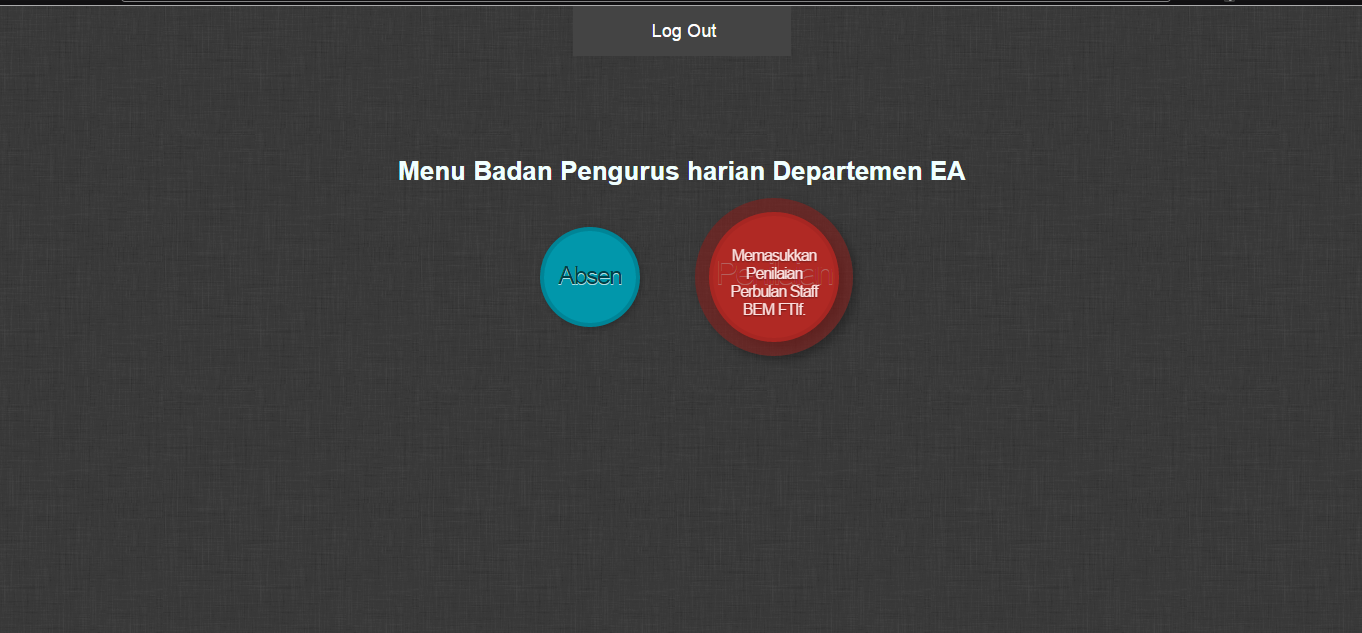 Log Out
Menu Badan Pengurus harian Departemen EA
Absen
Penilaian
Memasukkan
Penilaian
Perbulan Staff
BEM FTIf.